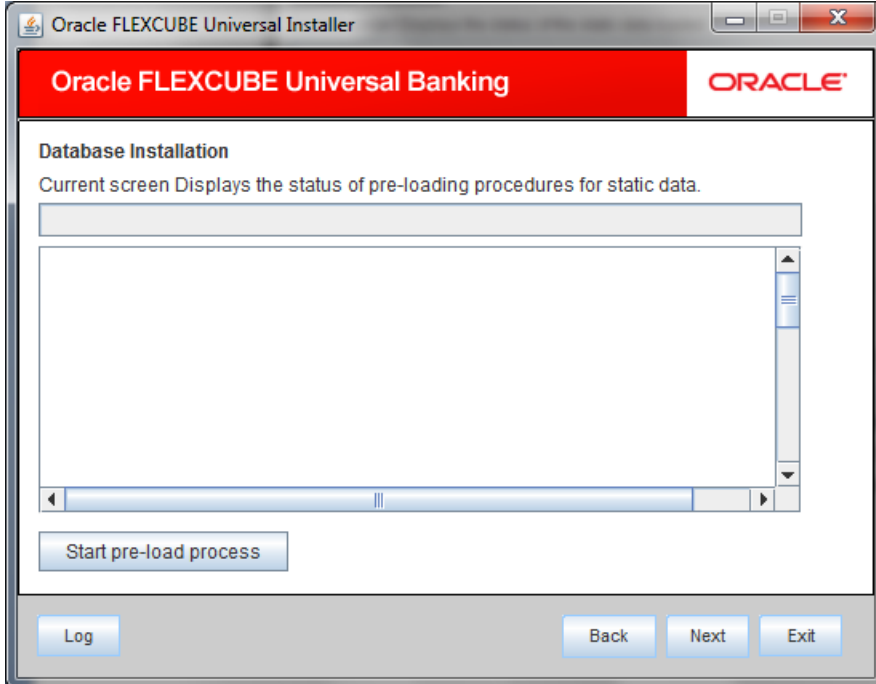 Oracle FLEXCUBE Universal Installer
Oracle FLEXCUBE Universal Banking
ORACLE
Database Installation
Current screen Displays the status of pre-loading procedures for static data.
Start pre-load process
Log Back Next Exit